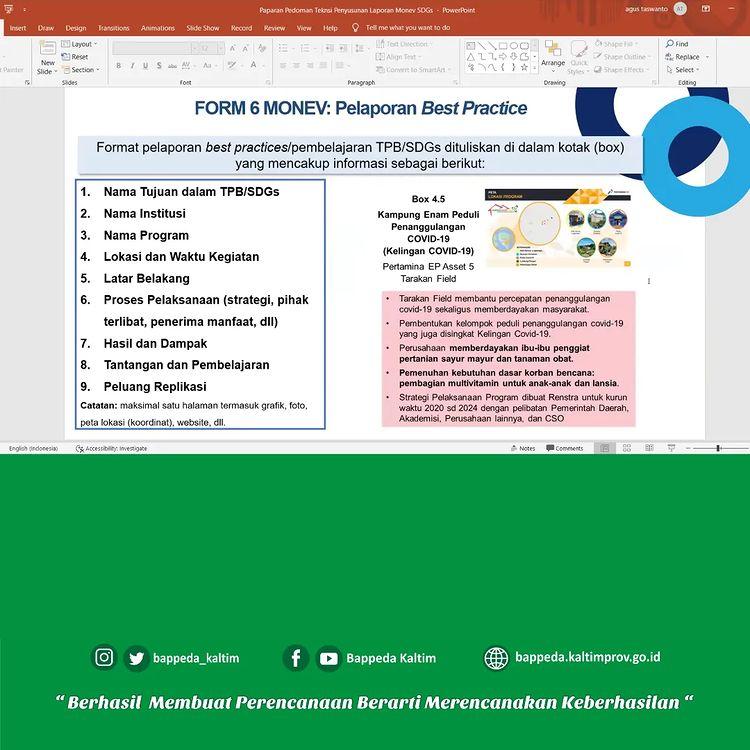 Paparan Pedoman Teknsi Penyusunan Laporan Monev SDGs - PowerPoint
agus taswanto
AT
Insert Draw Design Transitions Animations Slide Show Record Review View Help Tell me what you want to do
Painter
New Slide
Layout
Reset
Section
Slides
Font
Paragraph
Text Direction
Align Text
Convert to SmartArt
Arrange
Quick Styles
Shape Fill
Shape Outline
Shape Effects
Drawing
Find
Replace
Select
Editing
FORM 6 MONEV: Pelaporan Best Practice
Format pelaporan best practices/pembelajaran TPB/SDGs dituliskan di dalam kotak (box)
yang mencakup informasi sebagai berikut:
1. Nama Tujuan dalam TPB/SDGs
2. Nama Institusi
3. Nama Program
4. Lokasi dan Waktu Kegiatan
5. Latar Belakang
6. Proses Pelaksanaan (strategi, pihak
terlibat, penerima manfaat, dll)
7. Hasil dan Dampak
8. Tantangan dan Pembelajaran
9. Peluang Replikasi
Catatan: maksimal satu halaman termasuk grafik, foto,
peta lokasi (koordinat), website, dll.
Box 4.5
Kampung Enam Peduli
Penanggulangan
COVID-19
(Kelingan COVID-19)
Pertamina EP Asset 5
Tarakan Field
PETA
LOKASI PROGRAM
• Tarakan Field membantu percepatan penanggulangan
covid-19 sekaligus memberdayakan masyarakat.
• Pembentukan kelompok peduli penanggulangan covid-19
yang juga disingkat Kelingan Covid-19.
• Perusahaan memberdayakan ibu-ibu penggiat
pertanian sayur mayur dan tanaman obat.
• Pemenuhan kebutuhan dasar korban bencana:
pembagian multivitamin untuk anak-anak dan lansia.
• Strategi Pelaksanaan Program dibuat Renstra untuk kurun
waktu 2020 sd 2024 dengan pelibatan Pemerintah Daerah,
Akademisi, Perusahaan lainnya, dan CSO
English (Indonesia) Accessibility: Investigate Notes Comments
bappeda_kaltim Bappeda Kaltim bappeda.kaltimprov.go.id
“ Berhasil Membuat Perencanaan Berarti Merencanakan Keberhasilan “